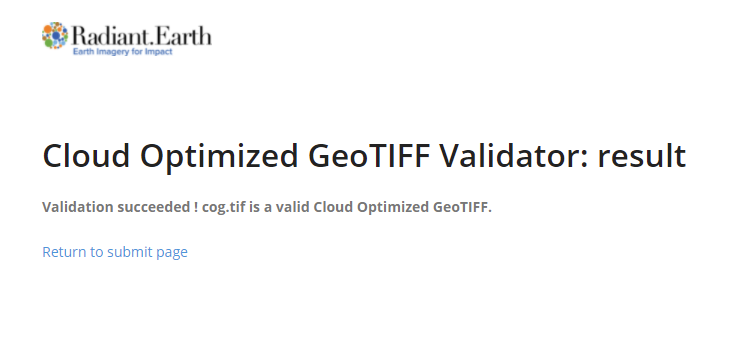 Radiant.Earth
Earth Imagery for Impact
Cloud Optimized GeoTIFF Validator: result
Validation succeeded ! cog.tif is a valid Cloud Optimized GeoTIFF.
Return to submit page